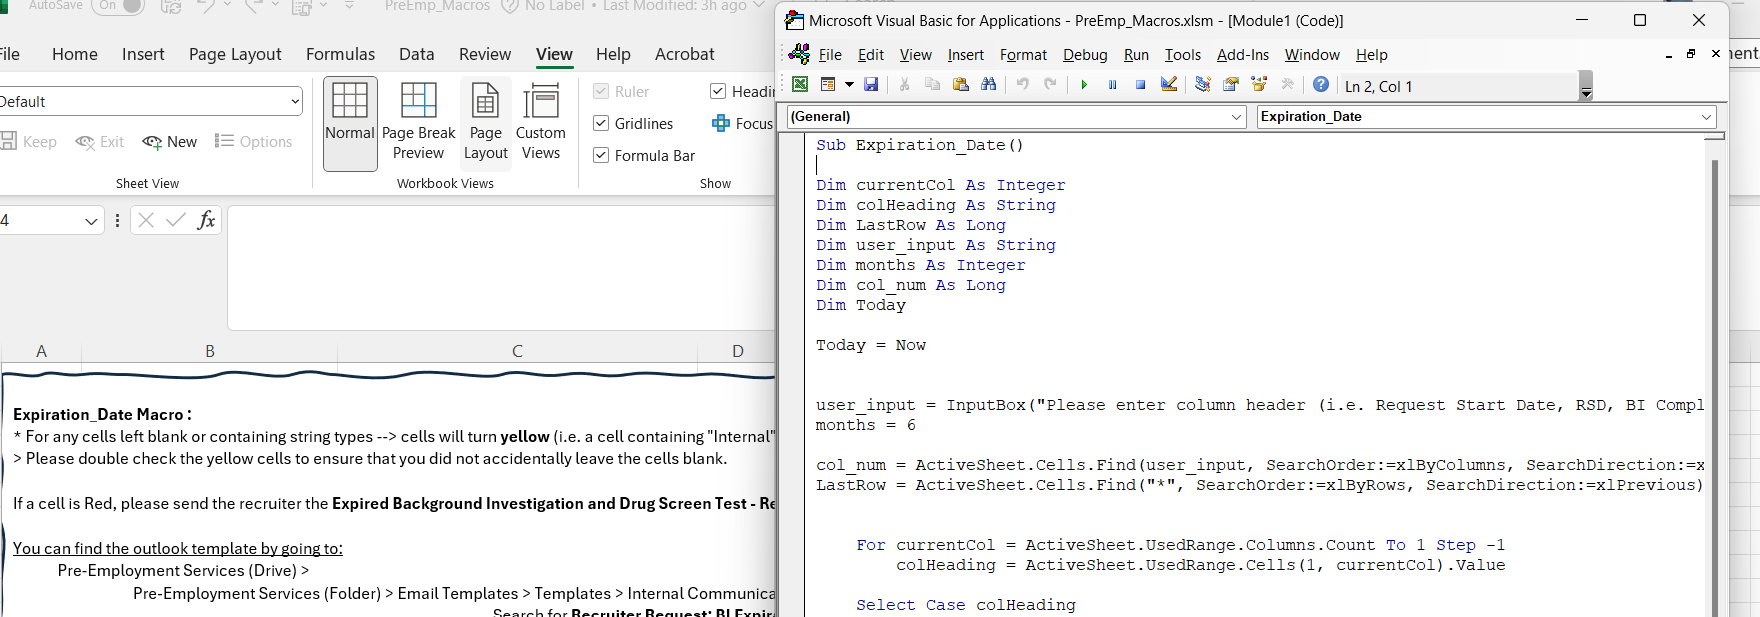 AutoSave On PreEmp_Macros No Label • Last Modified: 3h ago
File Home Insert Page Layout Formulas Data Review View Help Acrobat
Default
Keep Exit New Options
Sheet View
Normal Page Break Preview Page Layout Custom Views
Workbook Views
Ruler
Gridlines
Formula Bar
Focus
Show
4
fx
A B C D
Expiration_Date Macro :
* For any cells left blank or containing string types --> cells will turn yellow (i.e. a cell containing "Internal"
> Please double check the yellow cells to ensure that you did not accidentally leave the cells blank.
If a cell is Red, please send the recruiter the Expired Background Investigation and Drug Screen Test - Re
You can find the outlook template by going to:
Pre-Employment Services (Drive) >
Pre-Employment Services (Folder) > Email Templates > Templates > Internal Communica
Search for Recruiter Request: BI Expir
Microsoft Visual Basic for Applications - PreEmp_Macros.xlsm - [Module1 (Code)]
File Edit View Insert Format Debug Run Tools Add-Ins Window Help
Ln 2, Col 1
(General) Expiration_Date
Sub Expiration_Date()
Dim currentCol As Integer
Dim colHeading As String
Dim LastRow As Long
Dim user_input As String
Dim months As Integer
Dim col_num As Long
Dim Today
Today = Now
user_input = InputBox("Please enter column header (i.e. Request Start Date, RSD, BI Compl
months = 6
col_num = ActiveSheet.Cells.Find(user_input, SearchOrder:=xlByColumns, SearchDirection:=x
LastRow = ActiveSheet.Cells.Find("*", SearchOrder:=xlByRows, SearchDirection:=xlPrevious)
For currentCol = ActiveSheet.UsedRange.Columns.Count To 1 Step -1
colHeading = ActiveSheet.UsedRange.Cells(1, currentCol).Value
Select Case colHeading